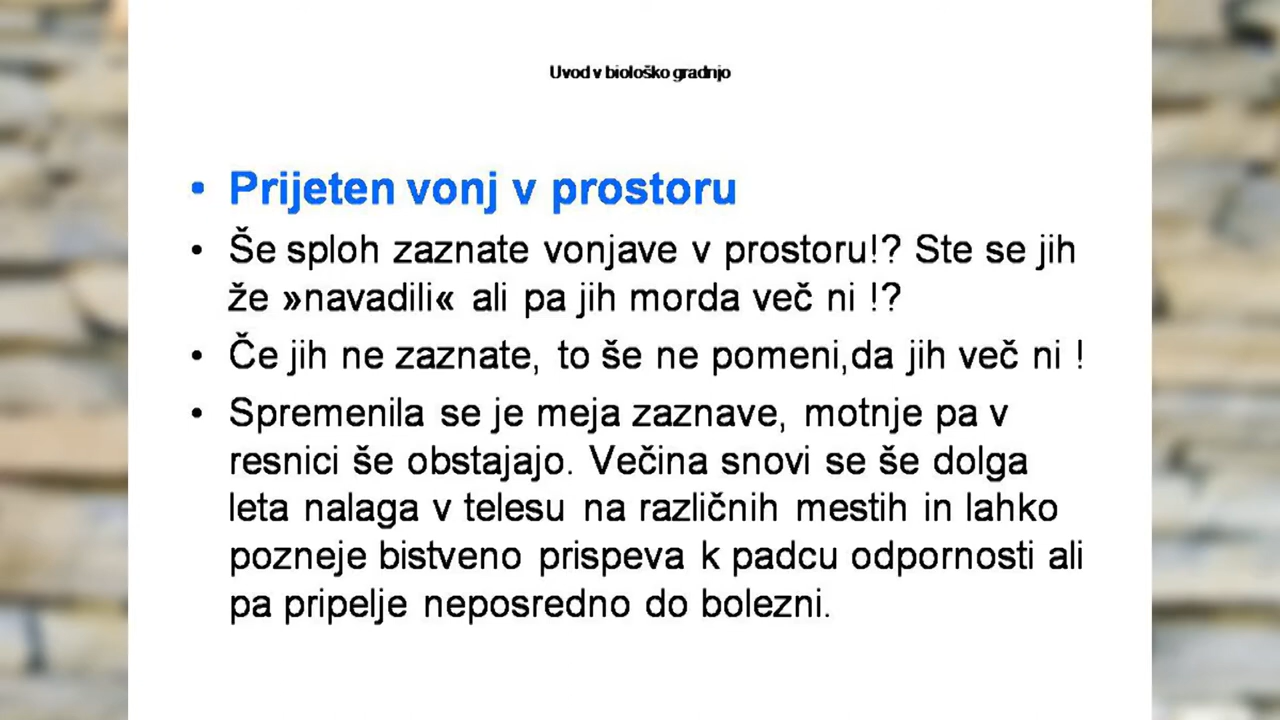 Uvod v biološko gradnjo
• Prijeten vonj v prostoru
• Še sploh zaznate vonjave v prostoru!? Ste se jih
že »navadili« ali pa jih morda več ni !?
• Če jih ne zaznate, to še ne pomeni,da jih več ni !
• Spremenila se je meja zaznave, motnje pa v
resnici še obstajajo. Večina snovi se še dolga
leta nalaga v telesu na različnih mestih in lahko
pozneje bistveno prispeva k padcu odpornosti ali
pa pripelje neposredno do bolezni.